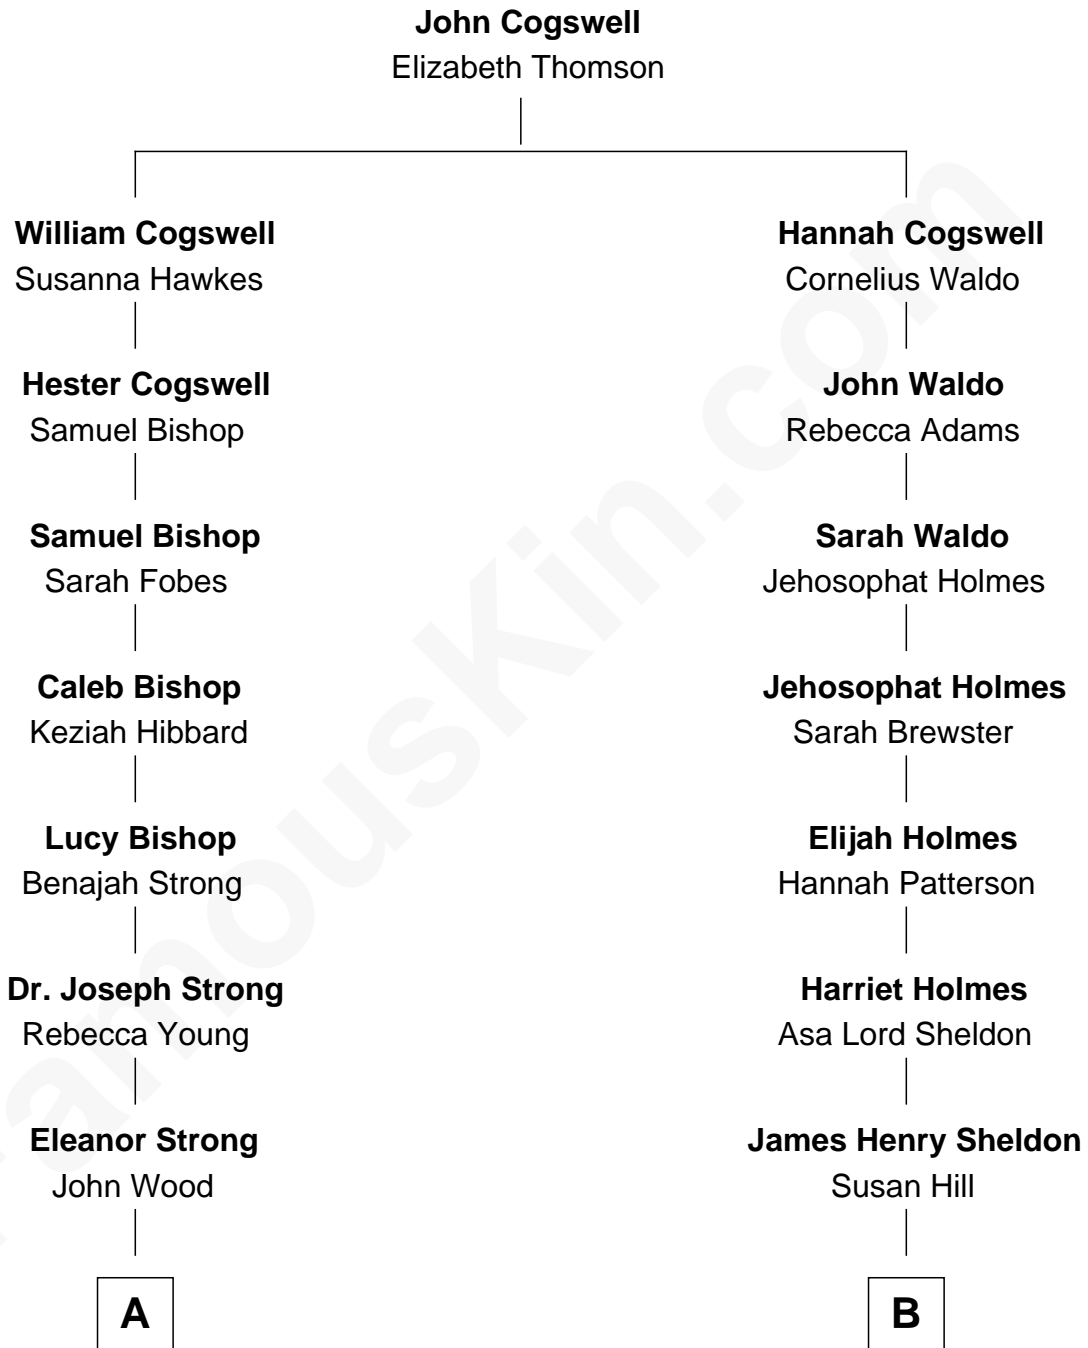 John Cogswell
Elizabeth Thomson
William Cogswell
Susanna Hawkes
Hester Cogswell
Samuel Bishop
Samuel Bishop
Sarah Fobes
Caleb Bishop
Keziah Hibbard
Lucy Bishop
Benajah Strong
Dr. Joseph Strong
Rebecca Young
Eleanor Strong
John Wood
A
Hannah Cogswell
Cornelius Waldo
John Waldo
Rebecca Adams
Sarah Waldo
Jehosophat Holmes
Jehosophat Holmes
Sarah Brewster
Elijah Holmes
Hannah Patterson
Harriet Holmes
Asa Lord Sheldon
James Henry Sheldon
Susan Hill
B
FamousKin.com